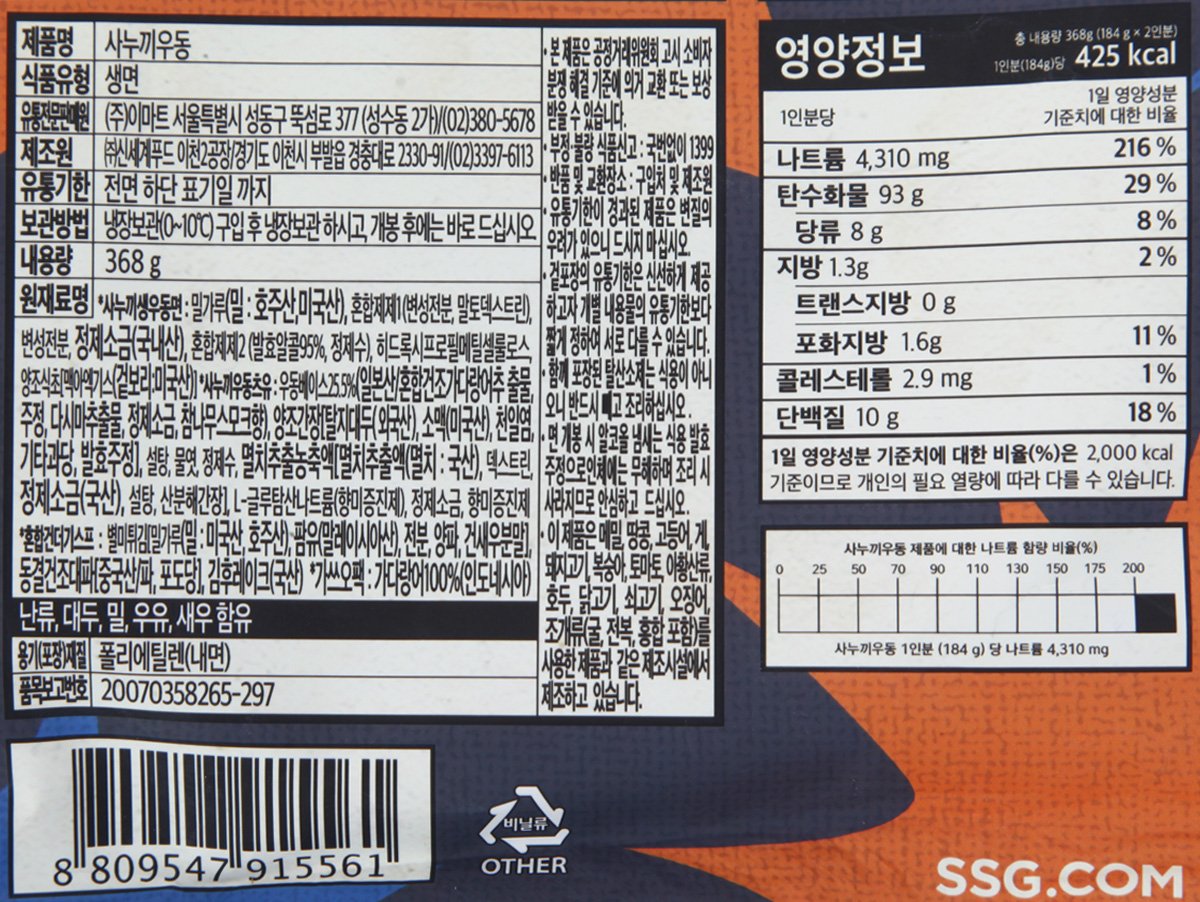 제품명 사누끼우동
식품유형 생면
유통전문판매원 (주)이마트 서울특별시 성동구 뚝섬로 377 (성수동 2가)/(02)380-5678
제조원 ㈜신세계푸드 이천2공장/경기도 이천시 부발읍 경충대로 2330-91/(02)3397-6113
유통기한 전면 하단 표기일 까지
보관방법 냉장보관(0~10℃) 구입 후 냉장보관 하시고, 개봉 후에는 바로 드십시오
내용량 368 g
원재료명 *사누끼생우동면 : 밀가루(밀 : 호주산,미국산), 혼합제제1(변성전분, 말토덱스트린),
변성전분, 정제소금(국내산), 혼합제제2 (발효알콜95%, 정제수), 히드록시프로필메틸셀룰로스,
양조식초[맥아엑기스(겉보리:미국산)] *사누끼우동츠유 : 우동베이스25.5%(일본산/혼합건조가다랑어추출물,
주정, 다시마추출물, 정제소금, 참나무스모크향), 양조간장[탈지대두(외국산), 소맥(미국산), 천일염,
기타과당, 발효주정], 설탕, 물엿, 정제수, 멸치추출농축액[멸치추출액(멸치 : 국산), 덱스트린,
정제소금(국산), 설탕, 산분해간장], L-글루탐산나트륨(향미증진제), 정제소금, 향미증진제
*혼합건더기스프 : 별미튀김[밀가루(밀 : 미국산, 호주산), 팜유(말레이시아산), 전분, 양파, 건새우분말],
동결건조대파[중국산/파, 포도당], 김후레이크(국산) *가쓰오팩 : 가다랑어100%(인도네시아)
난류, 대두, 밀, 우유, 새우 함유
용기(포장)재질 폴리에틸렌(내면)
품목보고번호 20070358265-297
· 본 제품은 공정거래위원회 고시 소비자
분쟁 해결 기준에 의거 교환 또는 보상
받을 수 있습니다.
· 부정·불량 식품신고 : 국번없이 1399
· 반품 및 교환장소 : 구입처 및 제조원
· 유통기한이 경과된 제품은 변질의
우려가 있으니 드시지 마십시오.
· 겉포장의 유통기한은 신선하게 제공
하고자 개별 내용물의 유통기한보다
짧게 정하여 서로 다를 수 있습니다.
· 함께 포장된 탈산소제는 식용이 아니
오니 반드시 빼고 조리하십시오.
· 면 개봉 시 알코올 냄새는 식용 발효
주정으로인체에는 무해하며 조리 시
사라지므로 안심하고 드십시오.
· 이 제품은 메밀, 땅콩, 고등어, 게,
돼지고기, 복숭아, 토마토, 아황산류,
호두, 닭고기, 쇠고기, 오징어,
조개류(굴, 전복, 홍합 포함)를
사용한 제품과 같은 제조시설에서
제조하고 있습니다.
영양정보
총 내용량 368g (184 g × 2인분)
1인분(184g)당 425 kcal
1인분당 1일 영양성분
기준치에 대한 비율
나트륨 4,310 mg 216 %
탄수화물 93 g 29 %
당류 8 g 8 %
지방 1.3g 2 %
트랜스지방 0 g
포화지방 1.6g 11 %
콜레스테롤 2.9 mg 1 %
단백질 10 g 18 %
1일 영양성분 기준치에 대한 비율(%)은 2,000 kcal
기준이므로 개인의 필요 열량에 따라 다를 수 있습니다.
사누끼우동 제품에 대한 나트륨 함량 비율(%)
0 25 50 70 90 110 130 150 175 200
사누끼우동 1인분 (184 g) 당 나트륨 4,310 mg
8 809547 915561
비닐류
OTHER
SSG.COM